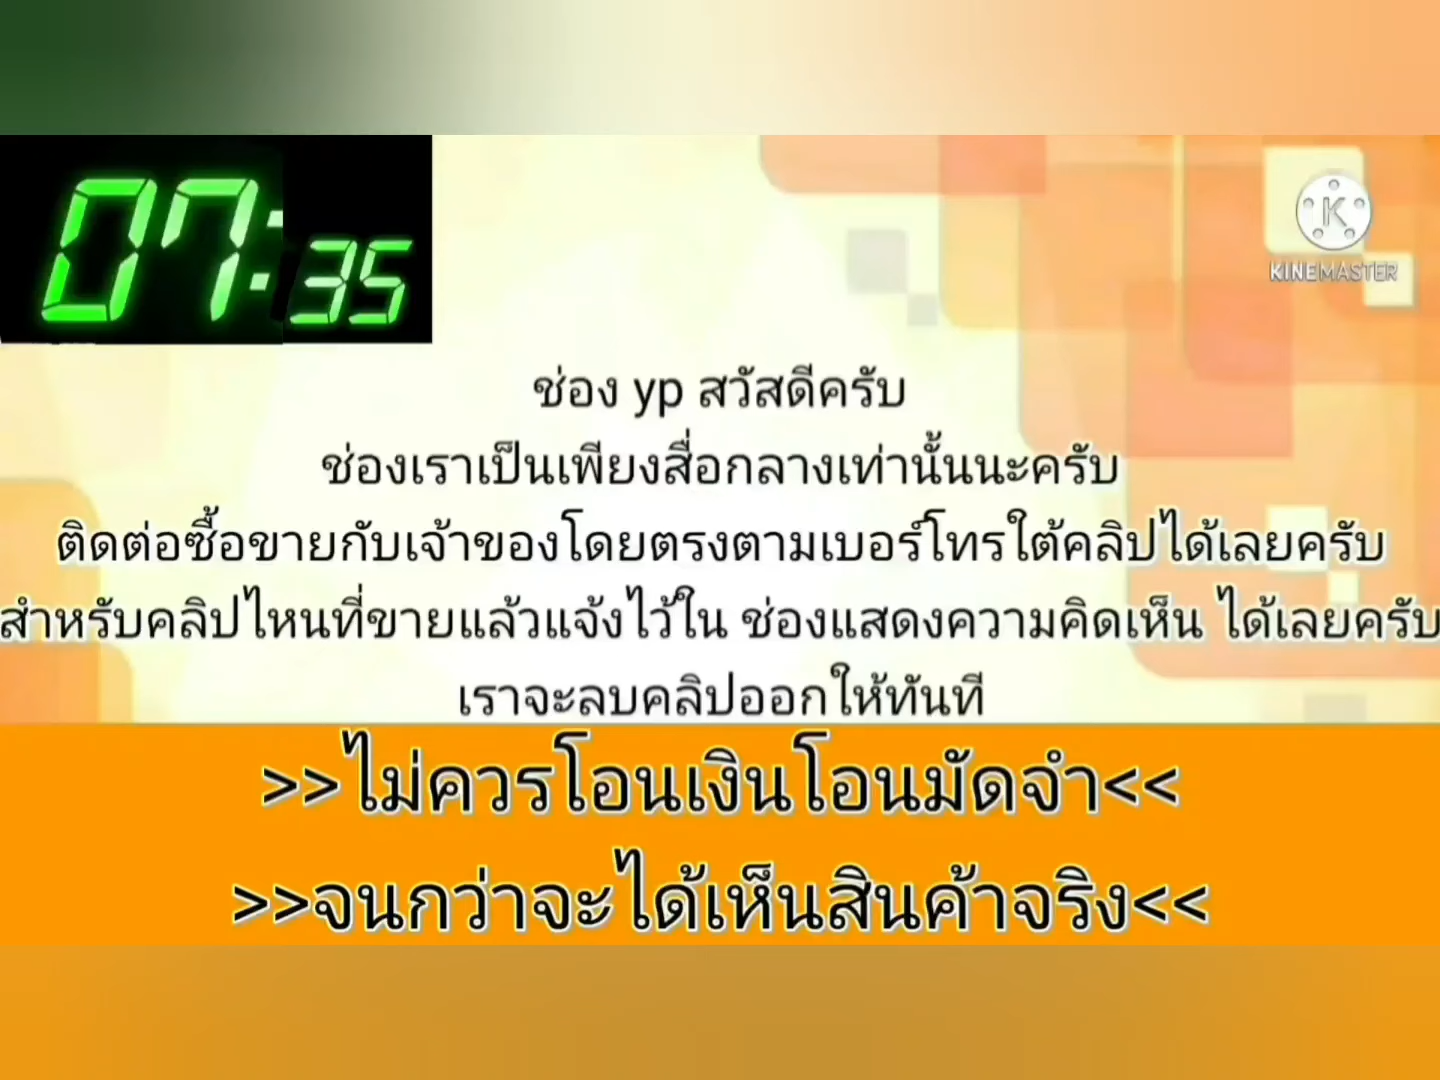 07:35
KINEMASTER
ช่อง yp สวัสดีครับ
ช่องเราเป็นเพียงสื่อกลางเท่านั้นนะครับ
ติดต่อซื้อขายกับเจ้าของโดยตรงตามเบอร์โทรใต้คลิปได้เลยครับ
สำหรับคลิปไหนที่ขายแล้วแจ้งไว้ใน ช่องแสดงความคิดเห็น ได้เลยครับ
เราจะลบคลิปออกให้ทันที
>>ไม่ควรโอนเงินโอนมัดจำ<<
>>จนกว่าจะได้เห็นสินค้าจริง<<